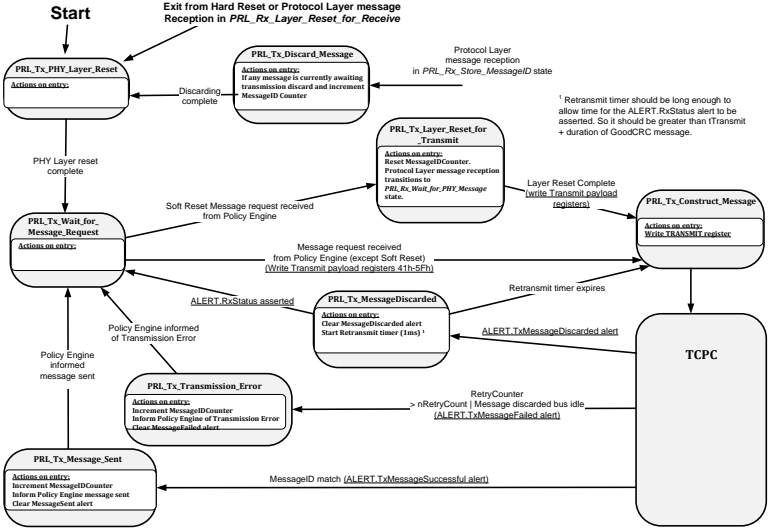 Start
Exit from Hard Reset or Protocol Layer message
Reception in PRL_Rx_Layer_Reset_for_Receive
PRL_Tx_PHY_Layer_Reset
Actions on entry:
PRL_Tx_Discard_Message
Actions on entry:
If any message is currently awaiting
transmission discard and increment
MessageID Counter
Protocol Layer
message reception
in PRL_Rx_Store_MessageID state
Discarding
complete
¹ Retransmit timer should be long enough to
allow time for the ALERT.RxStatus alert to be
asserted. So it should be greater than tTransmit
+ duration of GoodCRC message.
PRL_Tx_Layer_Reset_for
_Transmit
Actions on entry:
Reset MessageIDCounter.
Protocol Layer message reception
transitions to
PRL_Rx_Wait_for_PHY_Message
state.
PHY Layer reset
complete
Layer Reset Complete
(write Transmit payload
registers)
PRL_Tx_Construct_Message
Actions on entry:
Write TRANSMIT register
Soft Reset Message request received
from Policy Engine
PRL_Tx_Wait_for_
Message_Request
Actions on entry:
Message request received
from Policy Engine (except Soft Reset)
(Write Transmit payload registers 41h-5Fh)
ALERT.RxStatus asserted
PRL_Tx_MessageDiscarded
Actions on entry:
Clear MessageDiscarded alert
Start Retransmit timer (1ms) ¹
Retransmit timer expires
ALERT.TxMessageDiscarded alert
TCPC
Policy Engine informed
of Transmission Error
Policy Engine
informed
message sent
PRL_Tx_Transmission_Error
Actions on entry:
Increment MessageIDCounter
Inform Policy Engine of Transmission Error
Clear MessageFailed alert
RetryCounter
> nRetryCount | Message discarded bus idle
(ALERT.TxMessageFailed alert)
PRL_Tx_Message_Sent
Actions on entry:
Increment MessageIDCounter
Inform Policy Engine message sent
Clear MessageSent alert
MessageID match (ALERT.TxMessageSuccessful alert)